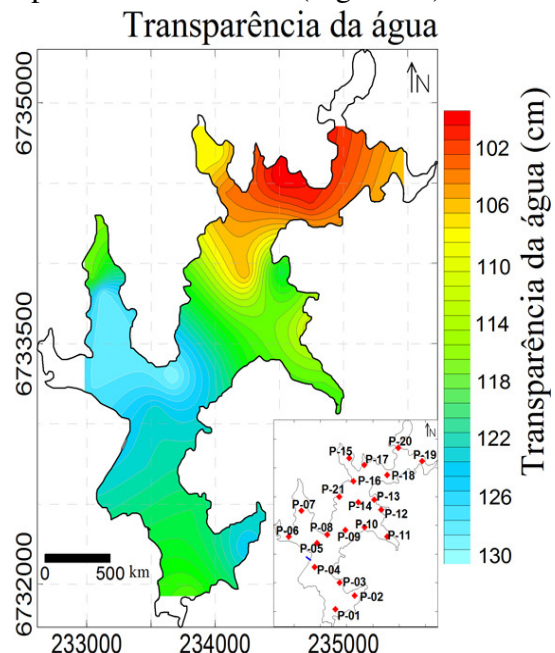 Transparência da água
N
6735000
6733500
6732000
233000
234000
235000
500 km
102
106
110
114
118
122
126
130
Transparência da água (cm)
N
P-20
P-15
P-17
P-19
P-18
P-16
P-07
P-21
P-13
P-14
P-12
P-06
P-08
P-10
P-09
P-11
P-05
P-04
P-03
P-02
P-01